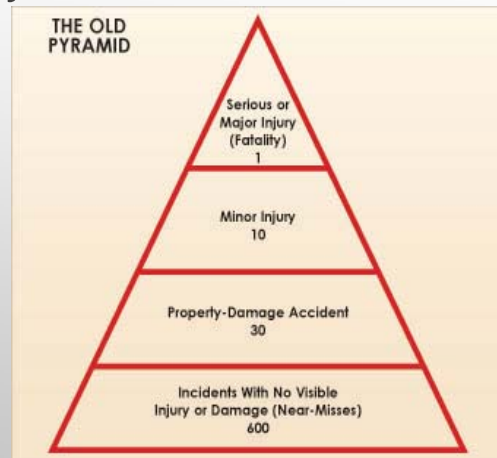 THE OLD
PYRAMID
Serious or
Major Injury
(Fatality)
1
Minor Injury
10
Property-Damage Accident
30
Incidents With No Visible
Injury or Damage (Near-Misses)
600